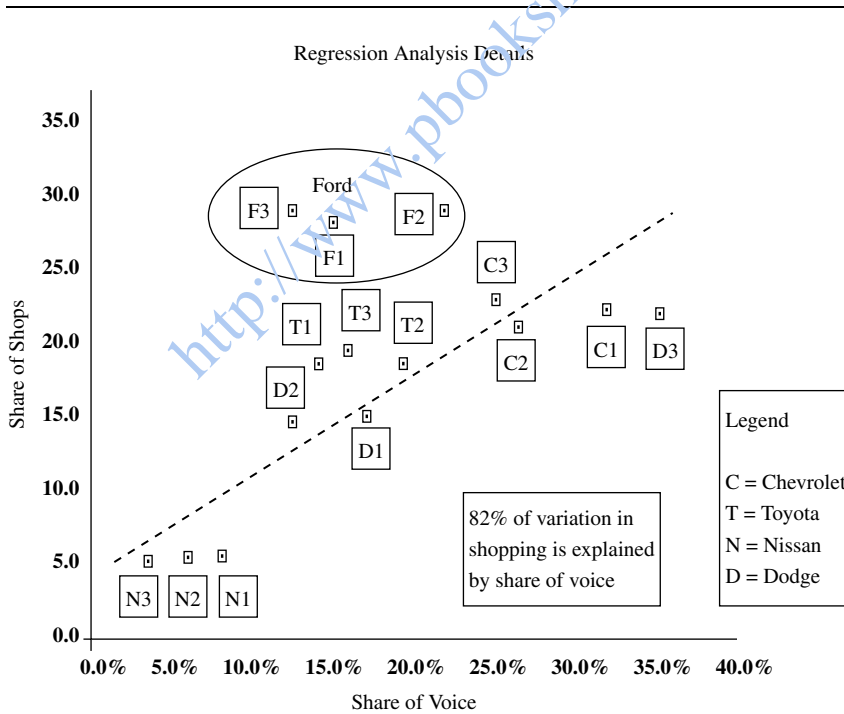 Regression Analysis Details
http://www.pbookshop
Share of Shops
35.0
30.0
25.0
20.0
15.0
10.0
5.0
0.0
Ford
F3
F2
F1
C3
T3
T1
T2
C2
C1
D3
D2
D1
N3
N2
N1
82% of variation in
shopping is explained
by share of voice
Legend
C = Chevrolet
T = Toyota
N = Nissan
D = Dodge
0.0%
5.0%
10.0%
15.0%
20.0%
25.0%
30.0%
35.0%
40.0%
Share of Voice